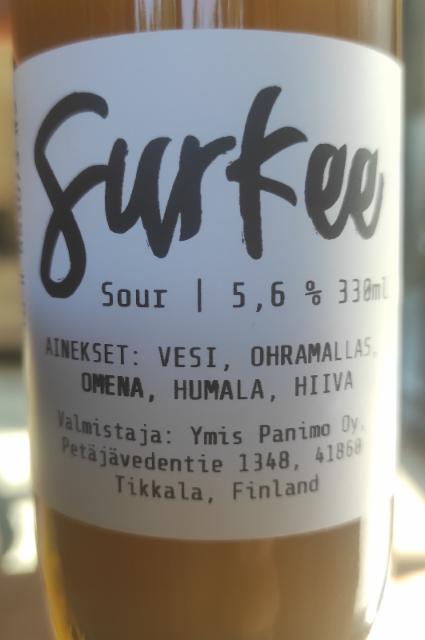 Surkee
Sour | 5,6 % 330ml
AINEKSET: VESI, OHRAMALLAS,
OMENA, HUMALA, HIIVA
Valmistaja: Ymis Panimo Oy,
Petäjävedentie 1348, 41860
Tikkala, Finland